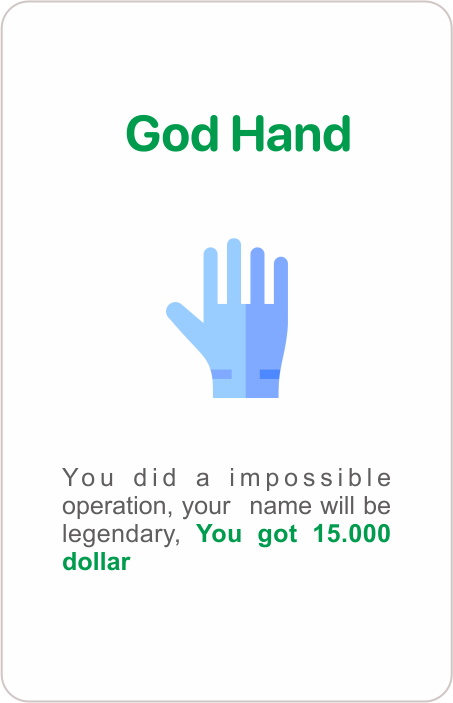 God Hand
You did a impossible
operation, your name will be
legendary, You got 15.000
dollar